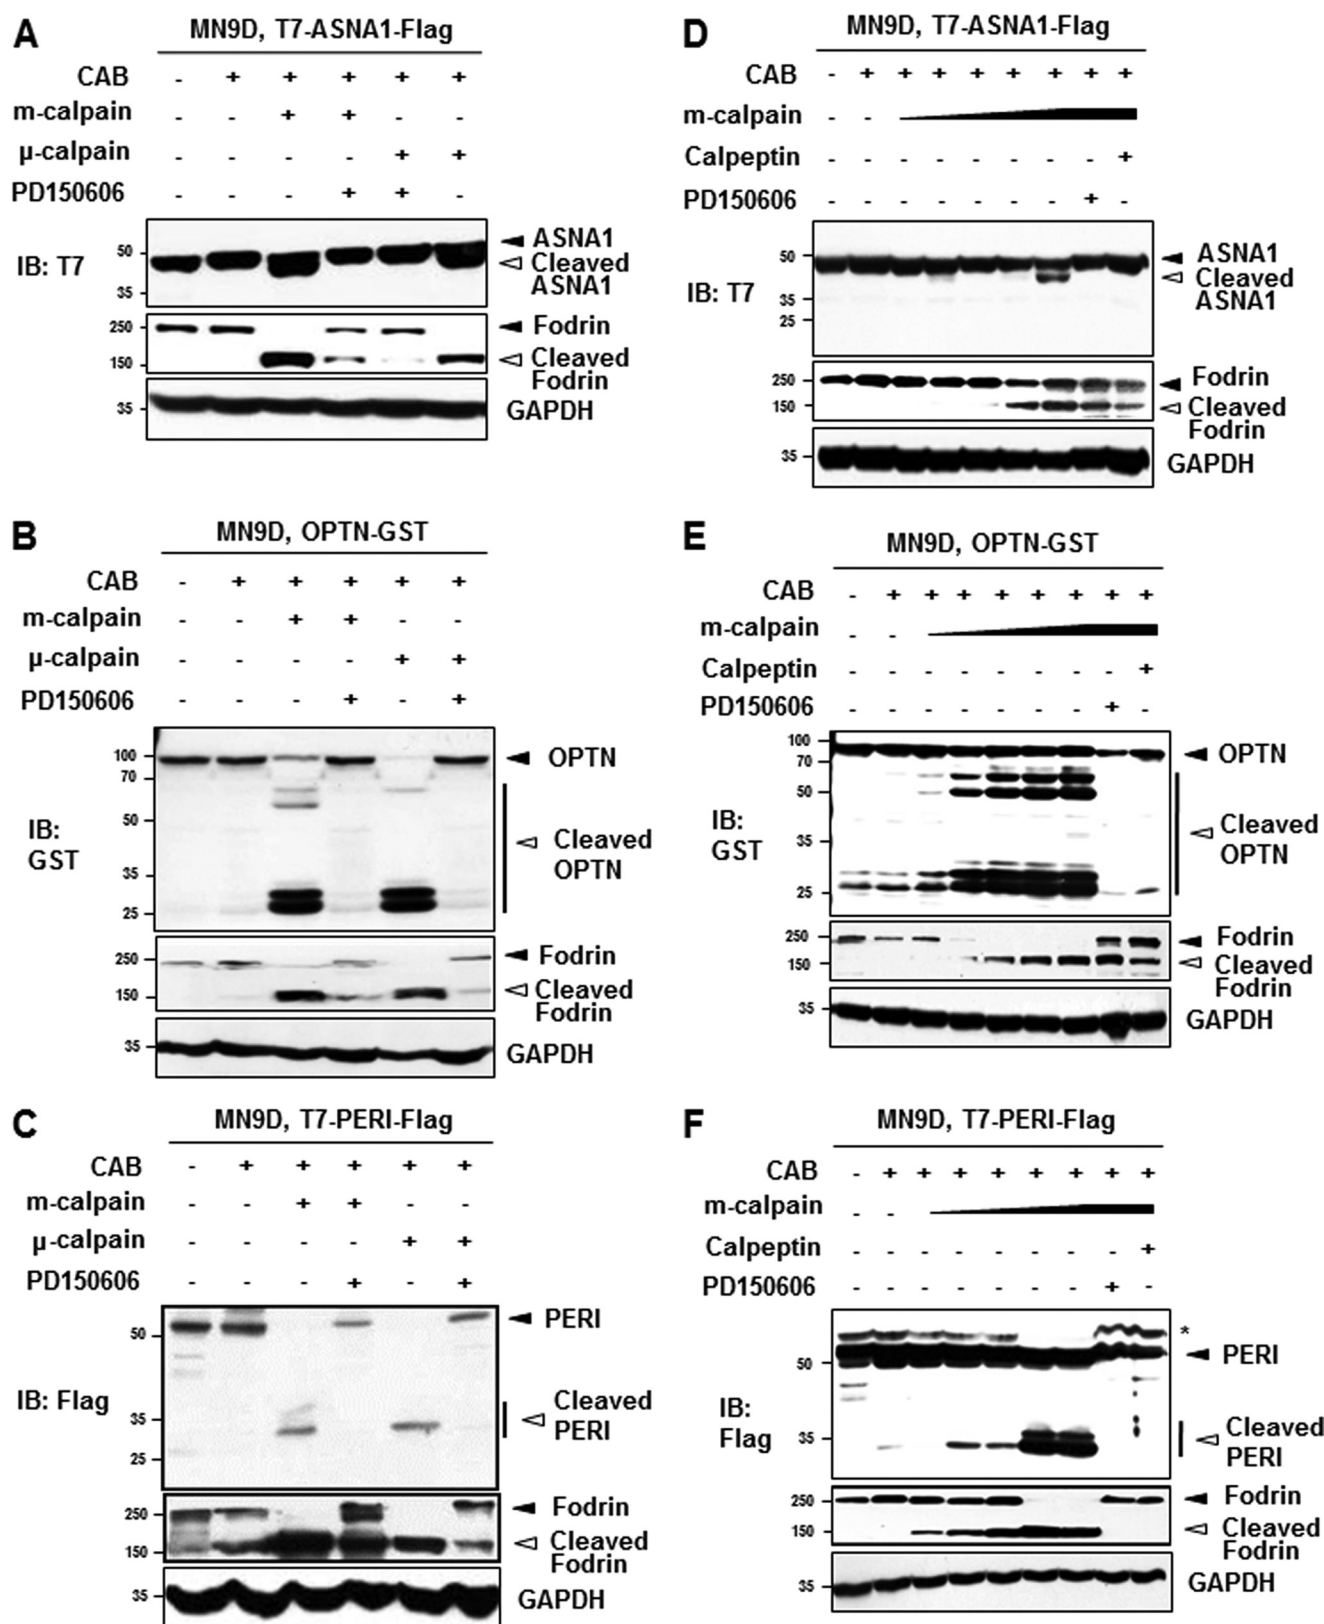 A
MN9D, T7-ASNA1-Flag
CAB - + + + + +
m-calpain - - + + - -
µ-calpain - - - - + +
PD150606 - - - + + -
IB: T7
50
35
ASNA1
Cleaved
ASNA1
250
150
Fodrin
Cleaved
Fodrin
35
GAPDH
B
MN9D, OPTN-GST
CAB - + + + + +
m-calpain - - + + - -
µ-calpain - - - - + +
PD150606 - - - + - +
IB:
GST
100
70
50
35
25
OPTN
Cleaved
OPTN
250
150
Fodrin
Cleaved
Fodrin
35
GAPDH
C
MN9D, T7-PERI-Flag
CAB - + + + + +
m-calpain - - + + - -
µ-calpain - - - - + +
PD150606 - - - + - +
IB: Flag
50
35
25
PERI
Cleaved
PERI
250
150
Fodrin
Cleaved
Fodrin
35
GAPDH
D
MN9D, T7-ASNA1-Flag
CAB - + + + + + + + +
m-calpain - -
Calpeptin - - - - - - - - +
PD150606 - - - - - - - + -
IB: T7
50
35
25
ASNA1
Cleaved
ASNA1
250
150
Fodrin
Cleaved
Fodrin
35
GAPDH
E
MN9D, OPTN-GST
CAB - + + + + + + + +
m-calpain - -
Calpeptin - - - - - - - - +
PD150606 - - - - - - - + -
IB:
GST
100
70
50
35
25
OPTN
Cleaved
OPTN
250
150
Fodrin
Cleaved
Fodrin
35
GAPDH
F
MN9D, T7-PERI-Flag
CAB - + + + + + + + +
m-calpain - -
Calpeptin - - - - - - - - +
PD150606 - - - - - - - + -
IB:
Flag
50
35
*
PERI
Cleaved
PERI
250
150
Fodrin
Cleaved
Fodrin
35
GAPDH